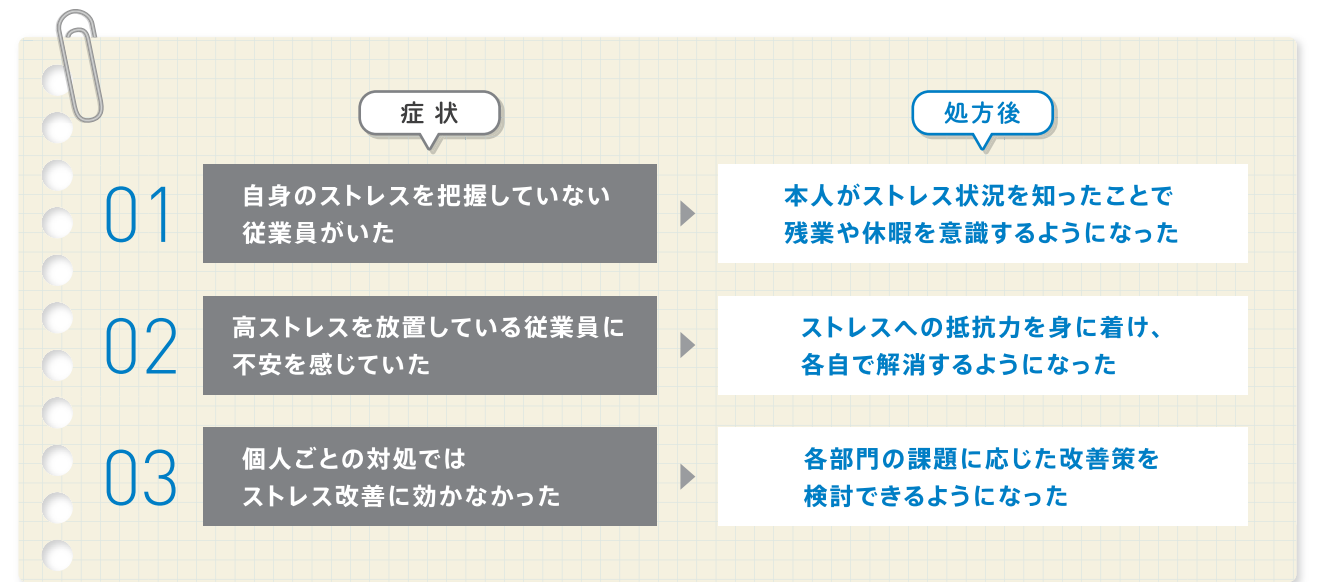 症状
処方後
01
自身のストレスを把握していない
従業員がいた
本人がストレス状況を知ったことで
残業や休暇を意識するようになった
02
高ストレスを放置している従業員に
不安を感じていた
ストレスへの抵抗力を身に着け、
各自で解消するようになった
03
個人ごとの対処では
ストレス改善に効かなかった
各部門の課題に応じた改善策を
検討できるようになった